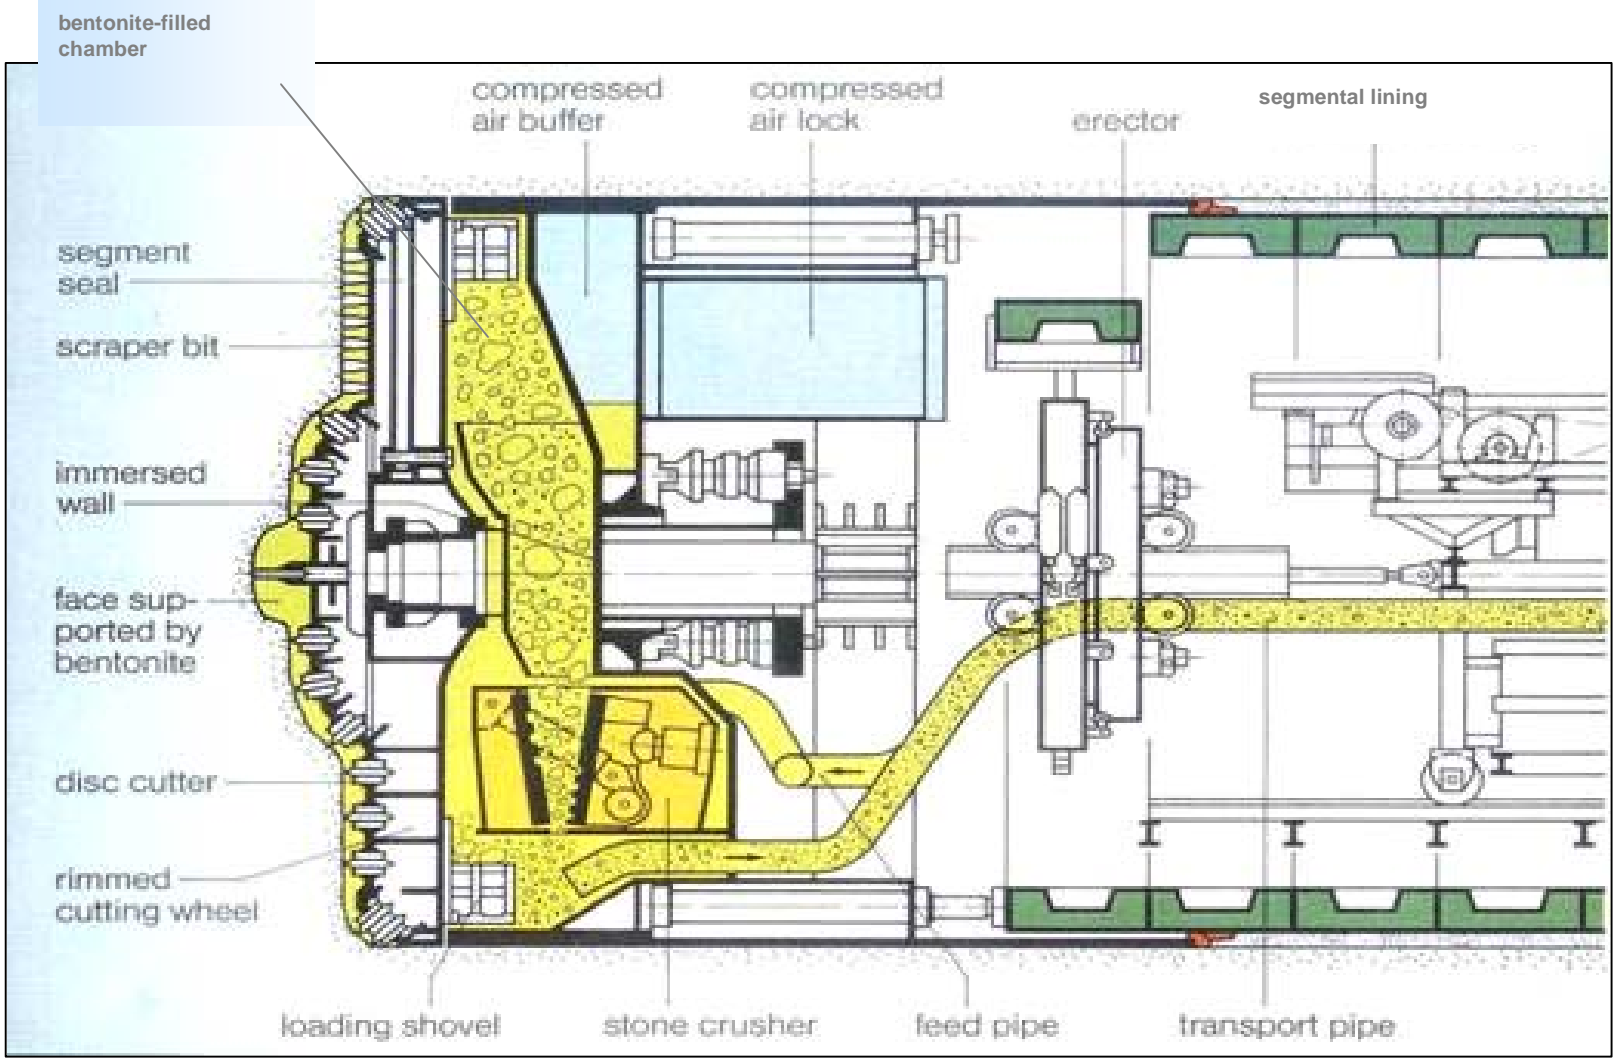 bentonite-filled
chamber
compressed
air buffer
compressed
air lock
erector
segmental lining
segment
seal
scraper bit
immersed
wall
face sup-
ported by
bentonite
disc cutter
rimmed
cutting wheel
loading shovel
stone crusher
feed pipe
transport pipe